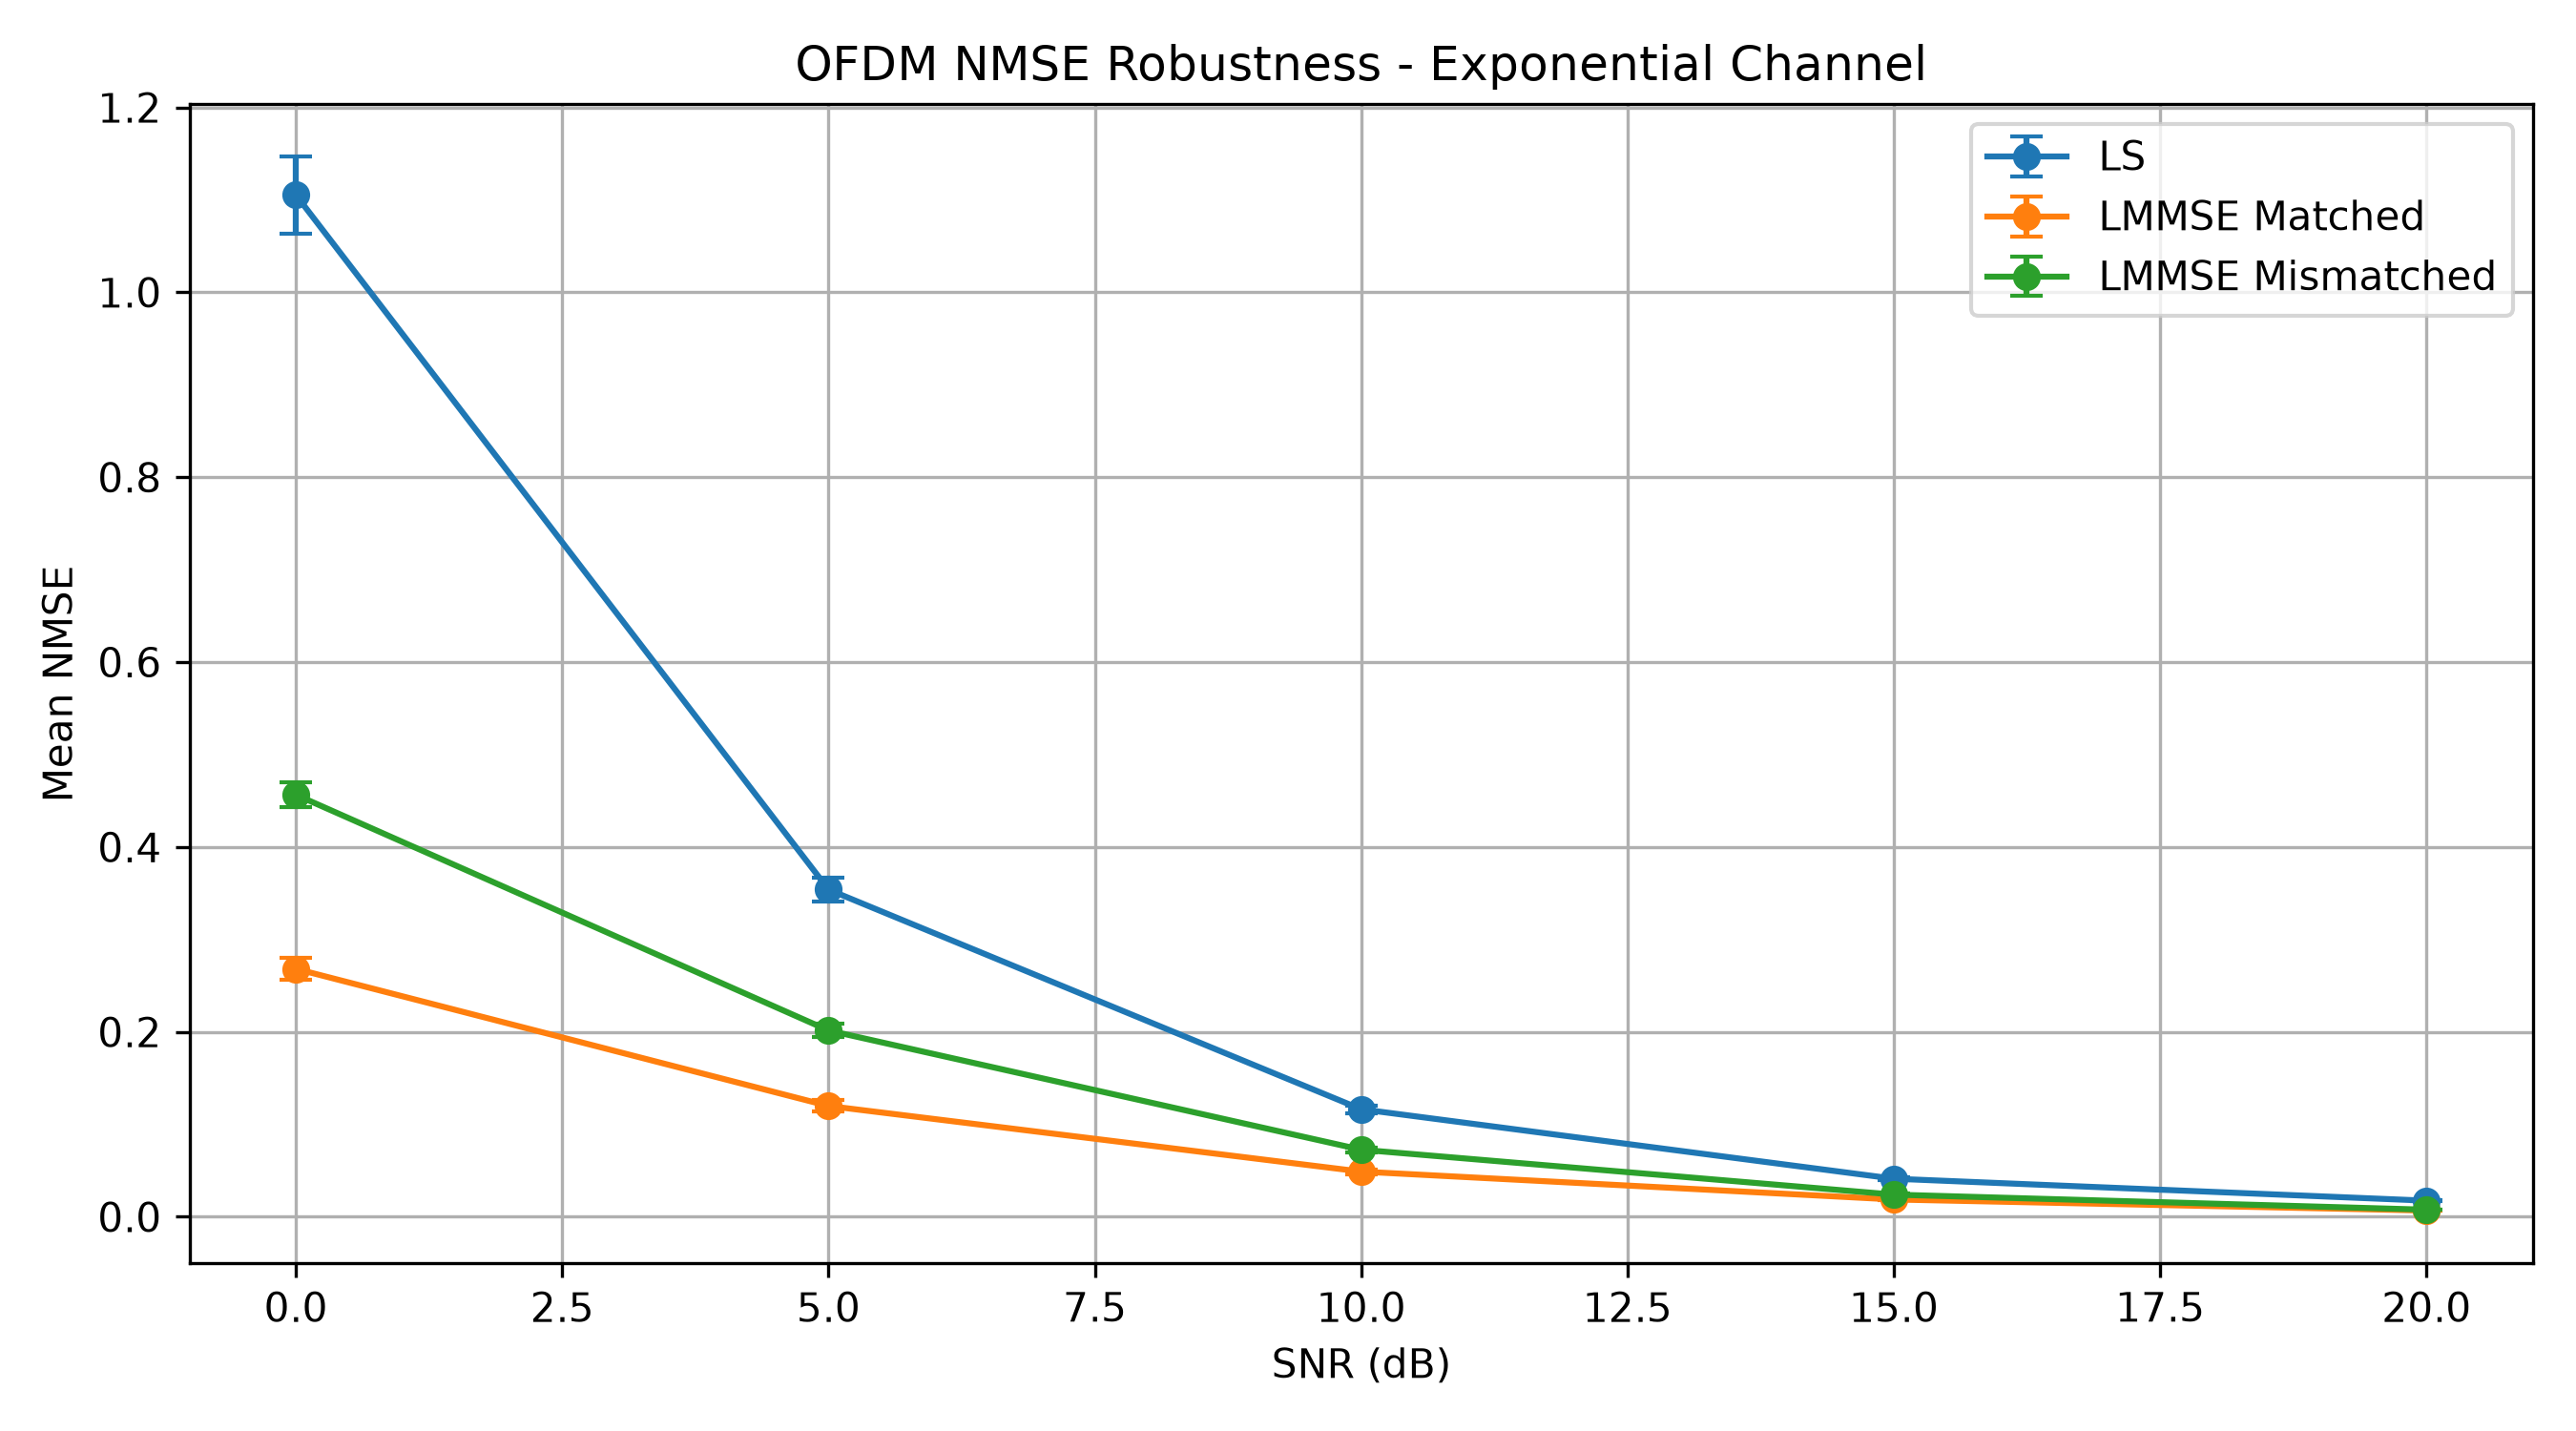 OFDM NMSE Robustness - Exponential Channel
1.2
1.0
0.8
0.6
0.4
0.2
0.0
Mean NMSE
LS
LMMSE Matched
LMMSE Mismatched
0.0 2.5 5.0 7.5 10.0 12.5 15.0 17.5 20.0
SNR (dB)